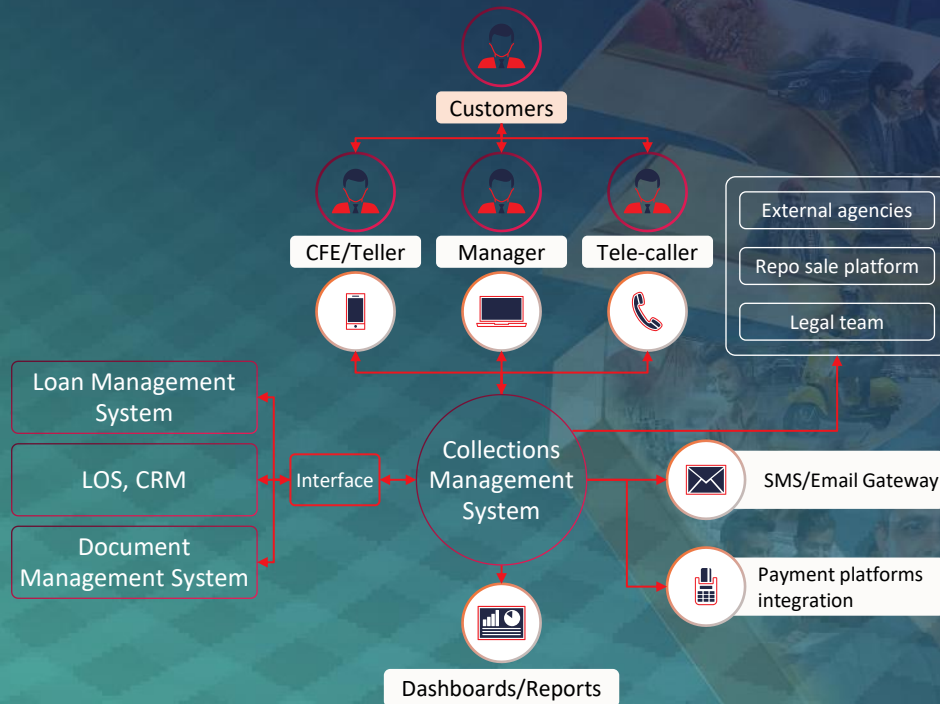 Customers
CFE/Teller
Manager
Tele-caller
External agencies
Repo sale platform
Legal team
Loan Management
System
LOS, CRM
Document
Management System
Interface
Collections
Management
System
SMS/Email Gateway
Payment platforms
integration
Dashboards/Reports